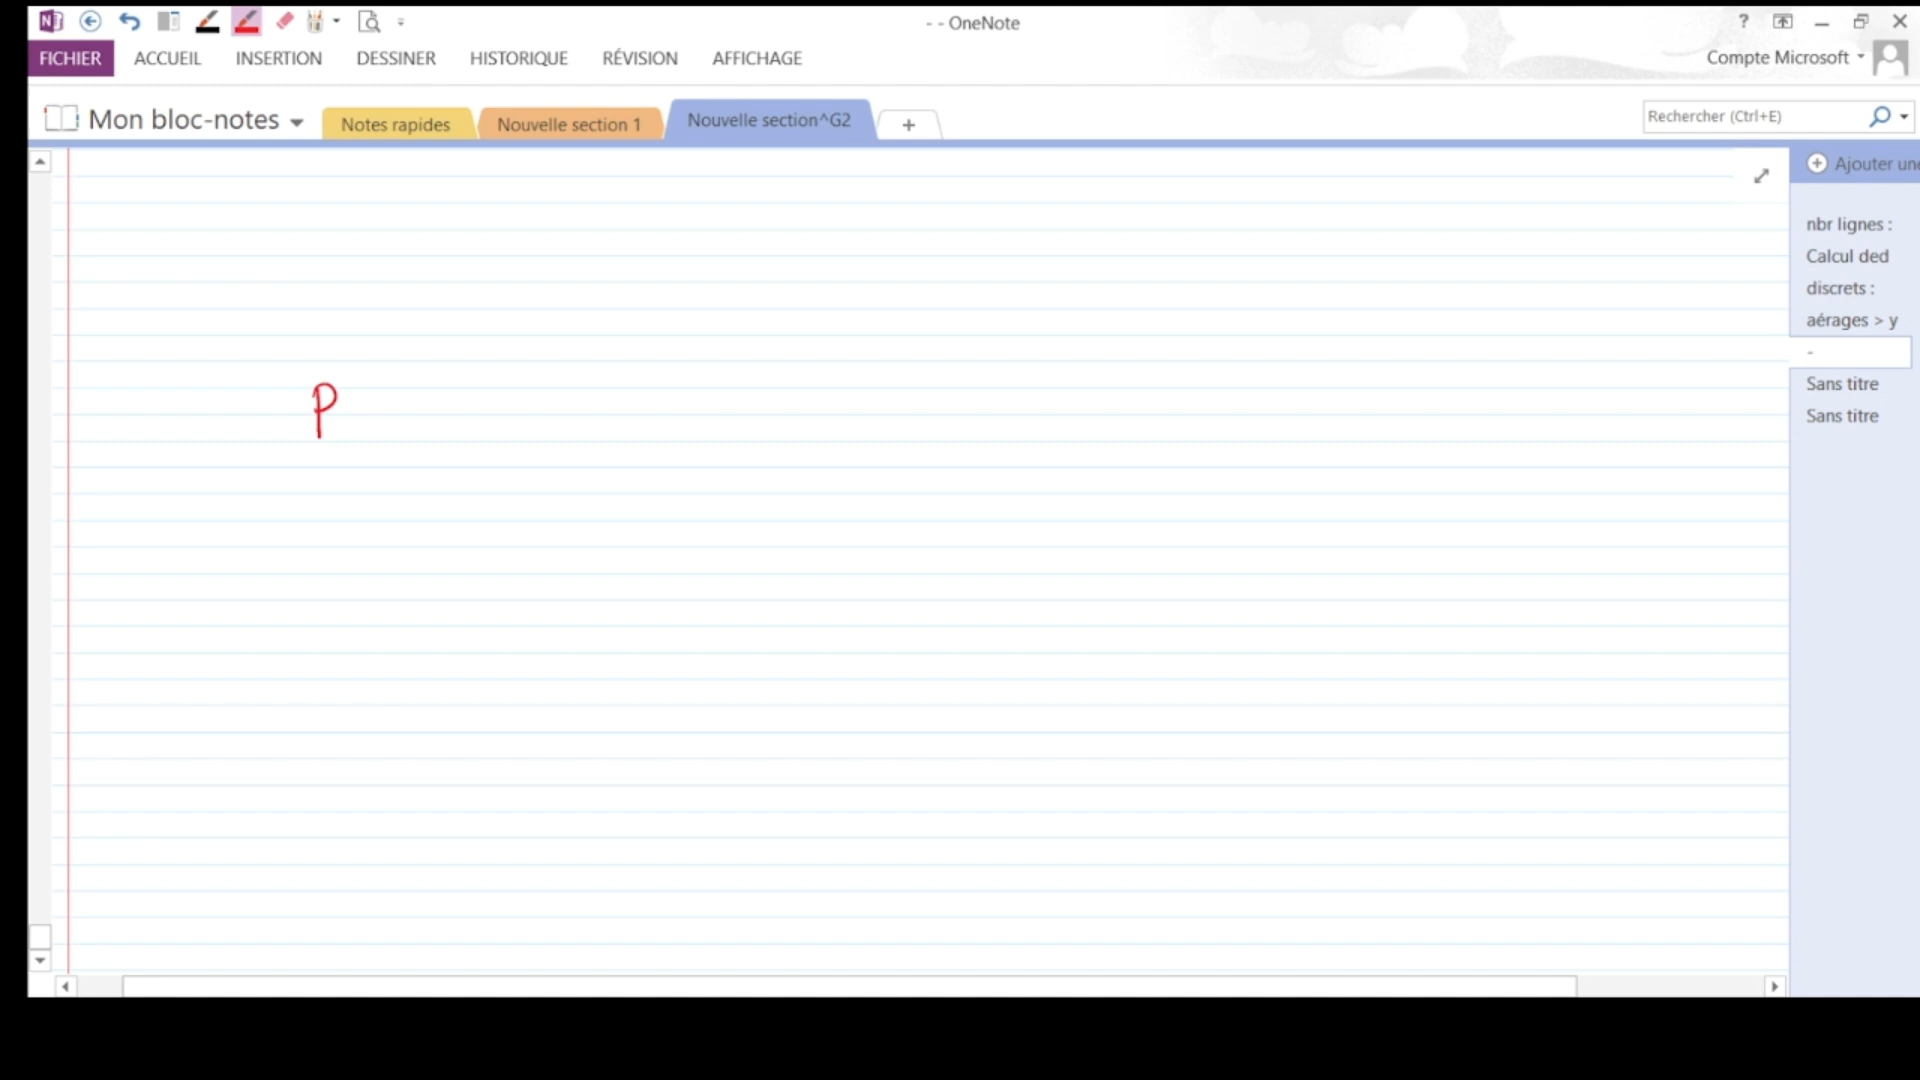 - - OneNote
?
FICHIER ACCUEIL INSERTION DESSINER HISTORIQUE RÉVISION AFFICHAGE Compte Microsoft
Mon bloc-notes Notes rapides Nouvelle section 1 Nouvelle section^G2 + Rechercher (Ctrl+E)
Ajouter une
nbr lignes :
Calcul ded
discrets :
aérages > y
-
Sans titre
Sans titre
P